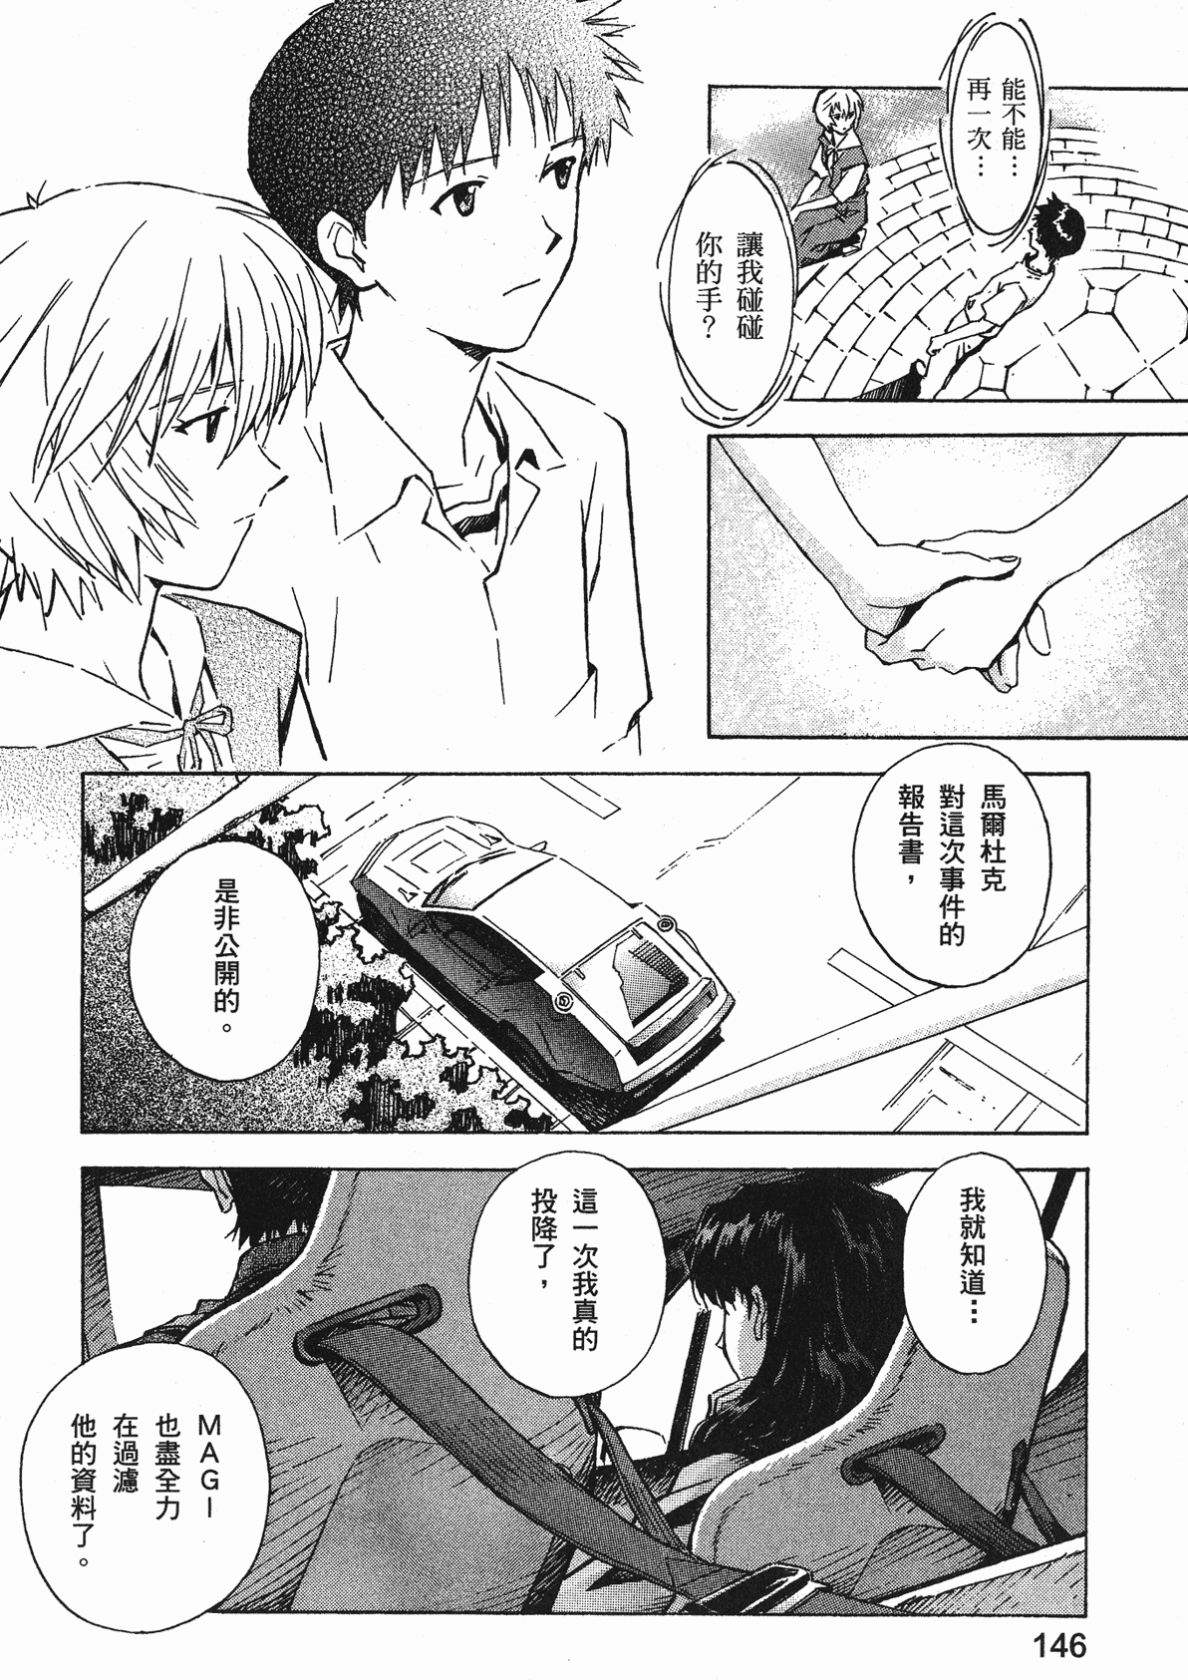 能不能…
再一次…
讓我碰碰
你的手？
馬爾杜克
對這次事件的
報告書，
是非公開的。
我就知道…
這一次我真的
投降了，
MAGI
也盡全力
在過濾
他的資料了。
146